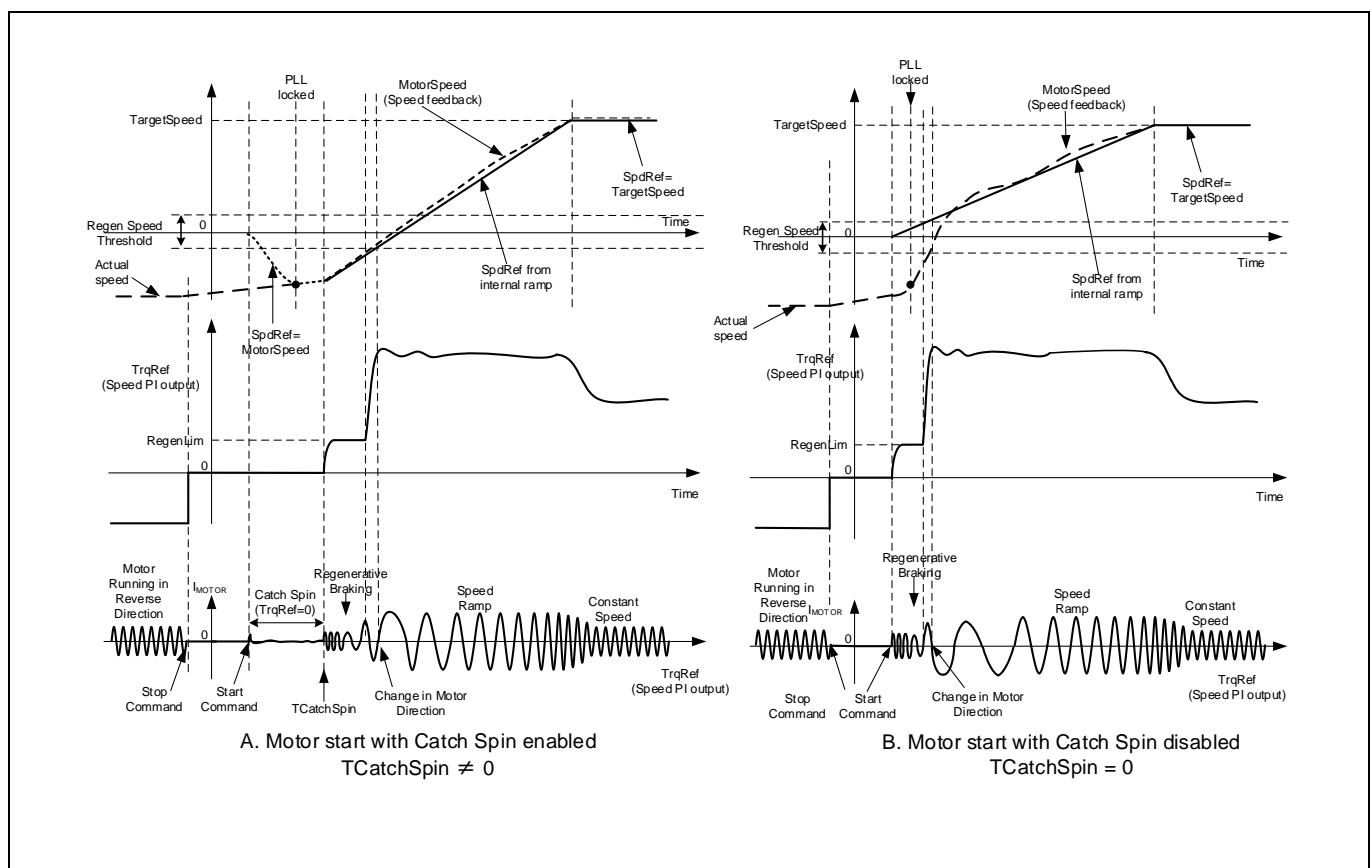 PLL
locked
MotorSpeed
(Speed feedback)
TargetSpeed
SpdRef=
TargetSpeed
Regen Speed
Threshold
0
Time
Actual
speed
SpdRef from
internal ramp
SpdRef=
MotorSpeed
TrqRef
(Speed PI output)
RegenLim
0
Time
Motor
Running in
Reverse
Direction
IMOTOR
0
Catch Spin
(TrqRef=0)
Regenerative
Braking
Speed
Ramp
Constant
Speed
TrqRef
(Speed PI output)
Stop
Command
Start
Command
TCatchSpin
Change in Motor
Direction
A. Motor start with Catch Spin enabled
TCatchSpin ≠ 0
PLL
locked
MotorSpeed
(Speed feedback)
TargetSpeed
SpdRef=
TargetSpeed
Regen Speed
Threshold
0
Time
Actual
speed
SpdRef from
internal ramp
TrqRef
(Speed PI output)
RegenLim
0
Time
Motor
Running in
Reverse
Direction
IMOTOR
0
Regenerative
Braking
Speed
Ramp
Constant
Speed
TrqRef
(Speed PI output)
Stop
Command
Start
Command
Change in Motor
Direction
B. Motor start with Catch Spin disabled
TCatchSpin = 0